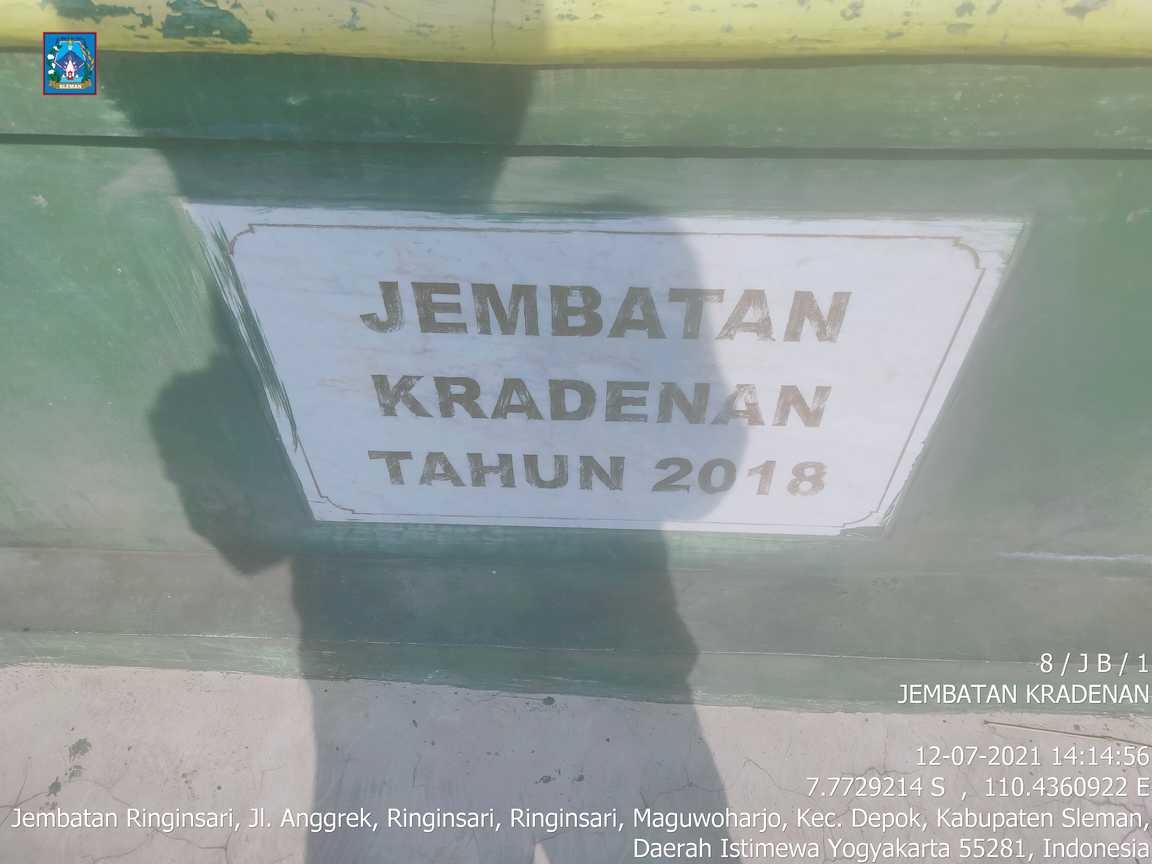 SLEMAN
JEMBATAN
KRADENAN
TAHUN 2018
8 / J B / 1
JEMBATAN KRADENAN
12-07-2021 14:14:56
7.7729214 S , 110.4360922 E
Jembatan Ringinsari, Jl. Anggrek, Ringinsari, Ringinsari, Maguwoharjo, Kec. Depok, Kabupaten Sleman,
Daerah Istimewa Yogyakarta 55281, Indonesia